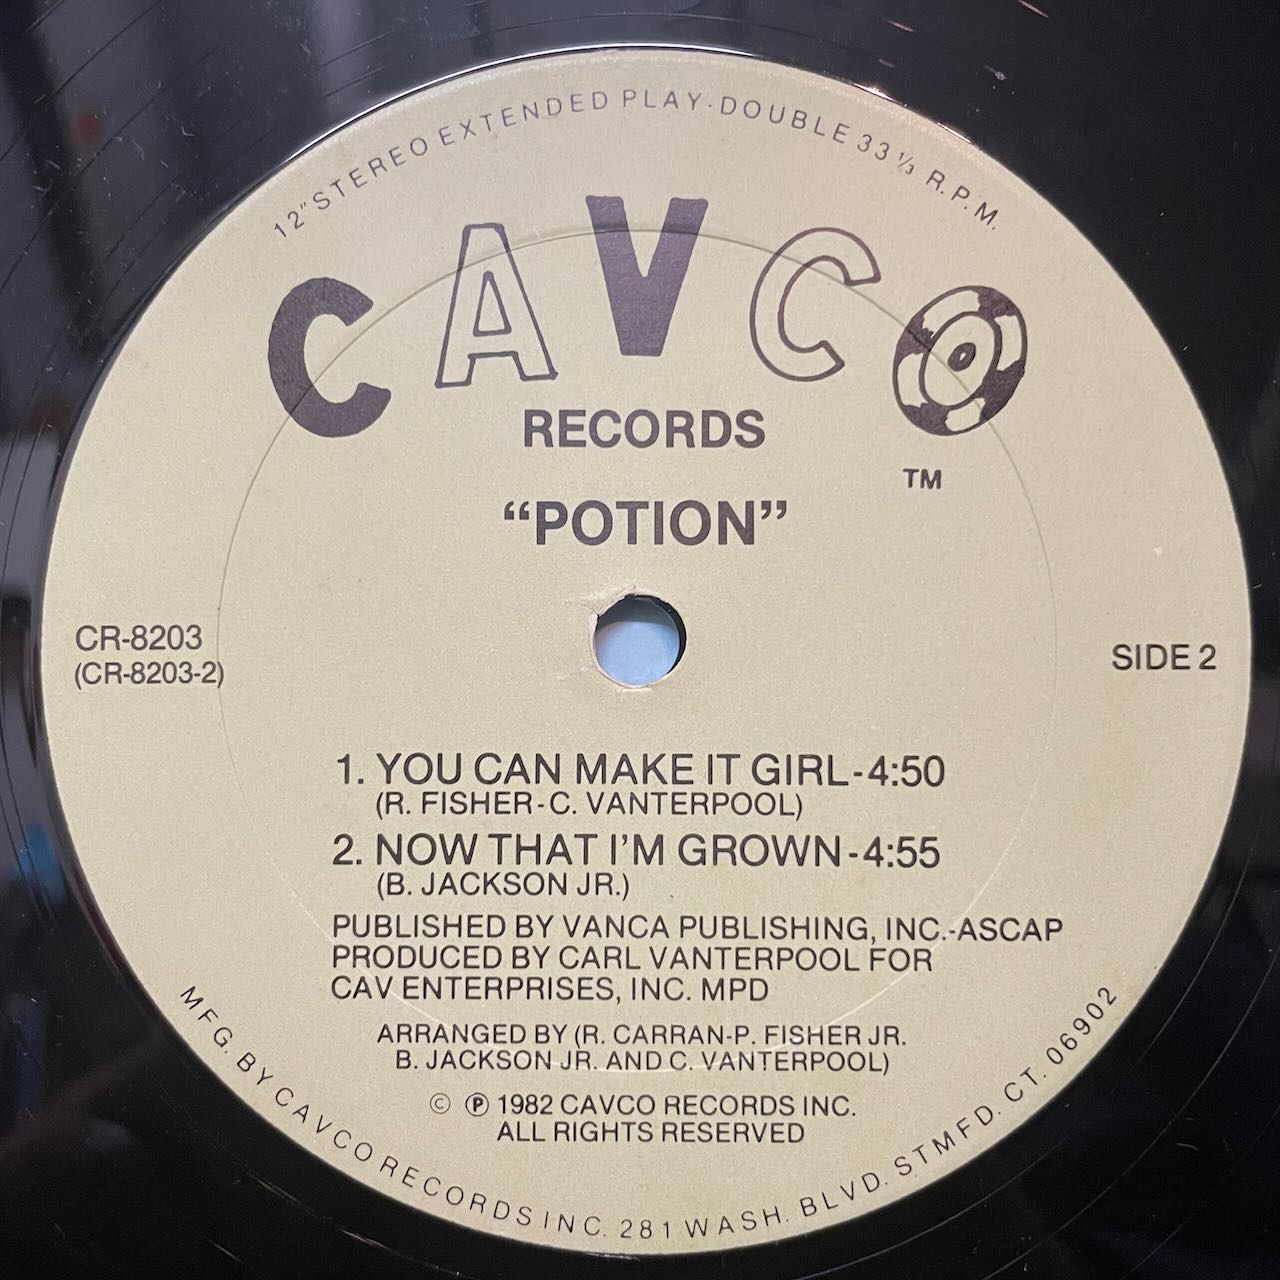 12" STEREO EXTENDED PLAY·DOUBLE 33 ⅓ R.P.M.
CAVCO
RECORDS
TM
“POTION”
CR-8203
(CR-8203-2)
SIDE 2
1. YOU CAN MAKE IT GIRL-4:50
(R. FISHER-C. VANTERPOOL)
2. NOW THAT I’M GROWN-4:55
(B. JACKSON JR.)
PUBLISHED BY VANCA PUBLISHING, INC.-ASCAP
PRODUCED BY CARL VANTERPOOL FOR
CAV ENTERPRISES, INC. MPD
ARRANGED BY (R. CARRAN-P. FISHER JR.
B. JACKSON JR. AND C. VANTERPOOL)
© ℗ 1982 CAVCO RECORDS INC.
ALL RIGHTS RESERVED
MFG. BY CAVCO RECORDS INC. 281 WASH. BLVD. STMFD. CT. 06902